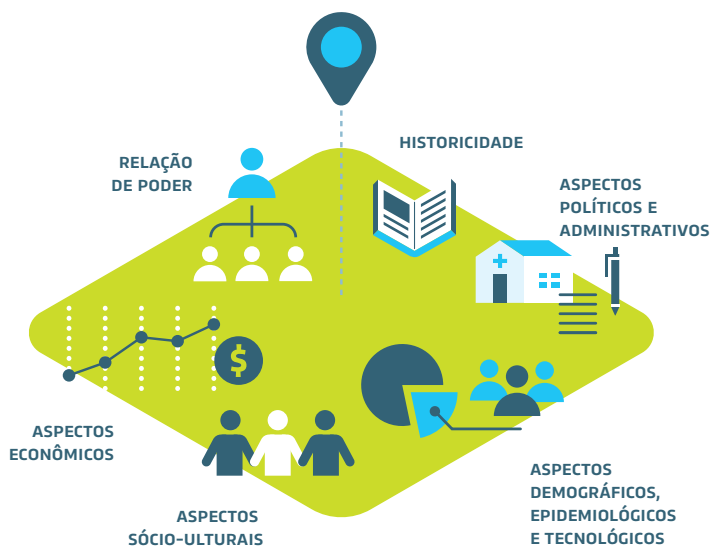 HISTORICIDADE
RELAÇÃO
DE PODER
ASPECTOS
POLÍTICOS E
ADMINISTRATIVOS
$
ASPECTOS
ECONÔMICOS
ASPECTOS
SÓCIO-ULTURAIS
ASPECTOS
DEMOGRÁFICOS,
EPIDEMIOLÓGICOS
E TECNOLÓGICOS